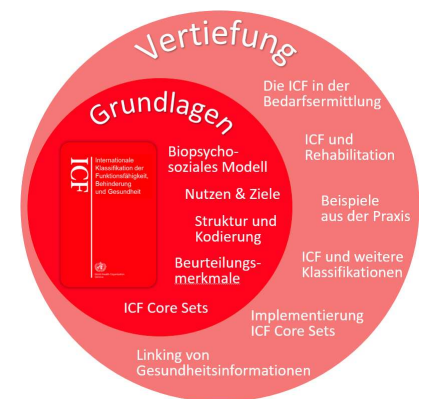 Vertiefung
Grundlagen
ICF
Internationale
Klassifikation der
Funktionsfähigkeit,
Behinderung
und Gesundheit
Biopsycho-
soziales Modell
Nutzen & Ziele
Struktur und
Kodierung
Beurteilungs-
merkmale
ICF Core Sets
Die ICF in der
Bedarfsermittlung
ICF und
Rehabilitation
Beispiele
aus der Praxis
ICF und weitere
Klassifikationen
Implementierung
ICF Core Sets
Linking von
Gesundheitsinformationen